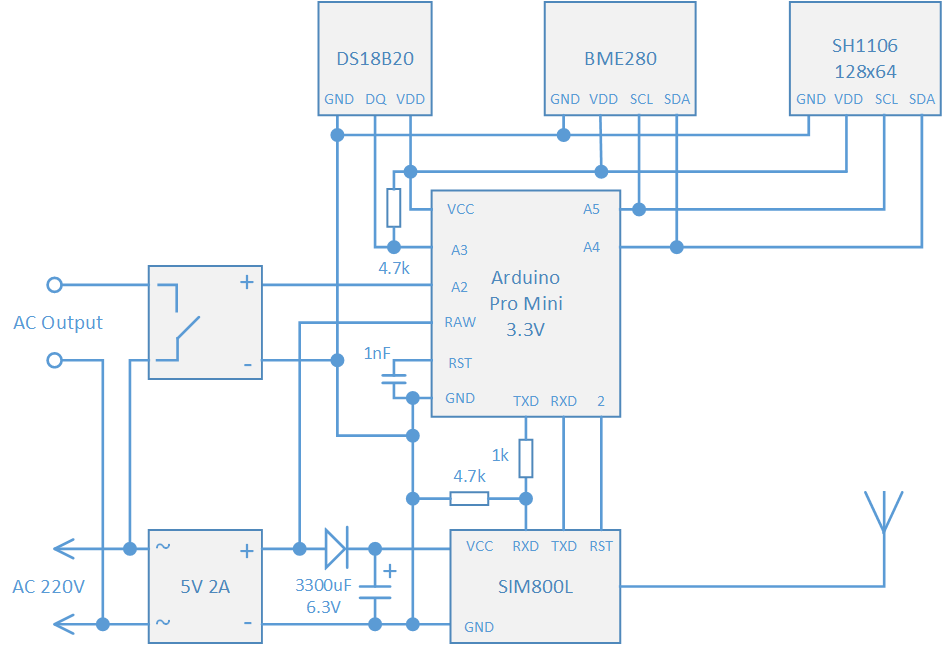 DS18B20
GND DQ VDD
BME280
GND VDD SCL SDA
SH1106
128x64
GND VDD SCL SDA
VCC
A5
A3
A4
4.7k
A2
Arduino
Pro Mini
3.3V
RAW
+
-
AC Output
1nF
RST
GND
TXD RXD 2
1k
4.7k
~
+
5V 2A
~
-
AC 220V
3300uF
6.3V
+
VCC RXD TXD RST
SIM800L
GND